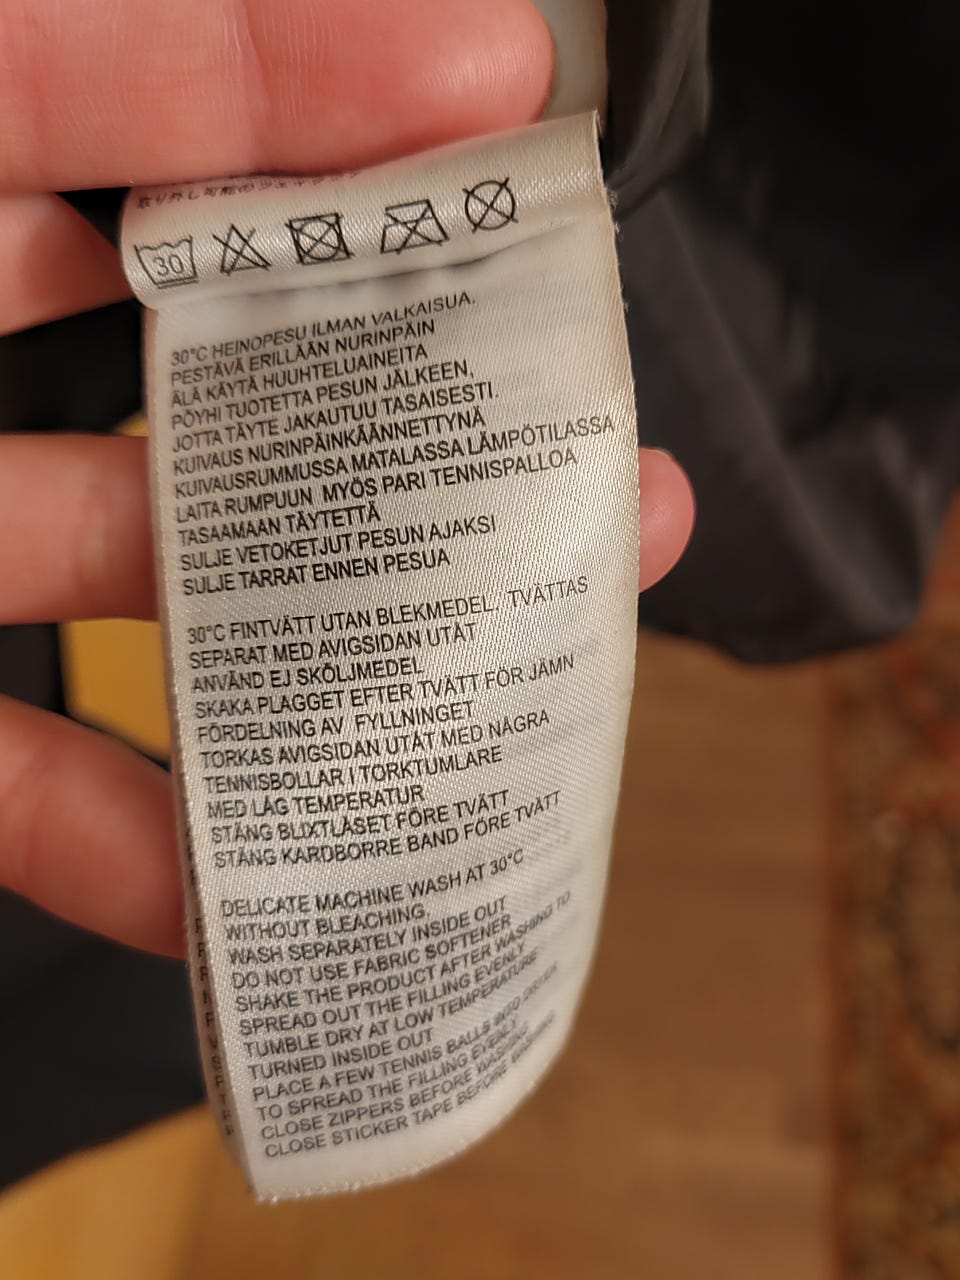 30
30°C HEINOPESU ILMAN VALKAISUA.
PESTÄVÄ ERILLÄÄN NURINPÄIN
ÄLÄ KÄYTÄ HUUHTELUAINEITA
PÖYHI TUOTETTA PESUN JÄLKEEN,
JOTTA TÄYTE JAKAUTUU TASAISESTI.
KUIVAUS NURINPÄINKÄÄNNETTYNÄ
KUIVAUSRUMMUSSA MATALASSA LÄMPÖTILASSA
LAITA RUMPUUN MYÖS PARI TENNISPALLOA
TASAAMAAN TÄYTETTÄ
SULJE VETOKETJUT PESUN AJAKSI
SULJE TARRAT ENNEN PESUA
30°C FINTVÄTT UTAN BLEKMEDEL. TVÄTTAS
SEPARAT MED AVIGSIDAN UTÅT
ANVÄND EJ SKÖLJMEDEL
SKAKA PLAGGET EFTER TVÄTT FÖR JÄMN
FÖRDELNING AV FYLLNINGET
TORKAS AVIGSIDAN UTÅT MED NÅGRA
TENNISBOLLAR I TORKTUMLARE
MED LÅG TEMPERATUR
STÄNG BLIXTLÅSET FÖRE TVÄTT
STÄNG KARDBORRE BAND FÖRE TVÄTT
DELICATE MACHINE WASH AT 30°C
WITHOUT BLEACHING,
WASH SEPARATELY INSIDE OUT
DO NOT USE FABRIC SOFTENER
SHAKE THE PRODUCT AFTER WASHING TO
SPREAD OUT THE FILLING EVENLY
TUMBLE DRY AT LOW TEMPERATURE
TURNED INSIDE OUT
PLACE A FEW TENNIS BALLS INTO DRYER
TO SPREAD THE FILLING EVENLY
CLOSE ZIPPERS BEFORE WASHING
CLOSE STICKER TAPE BEFORE WASHING